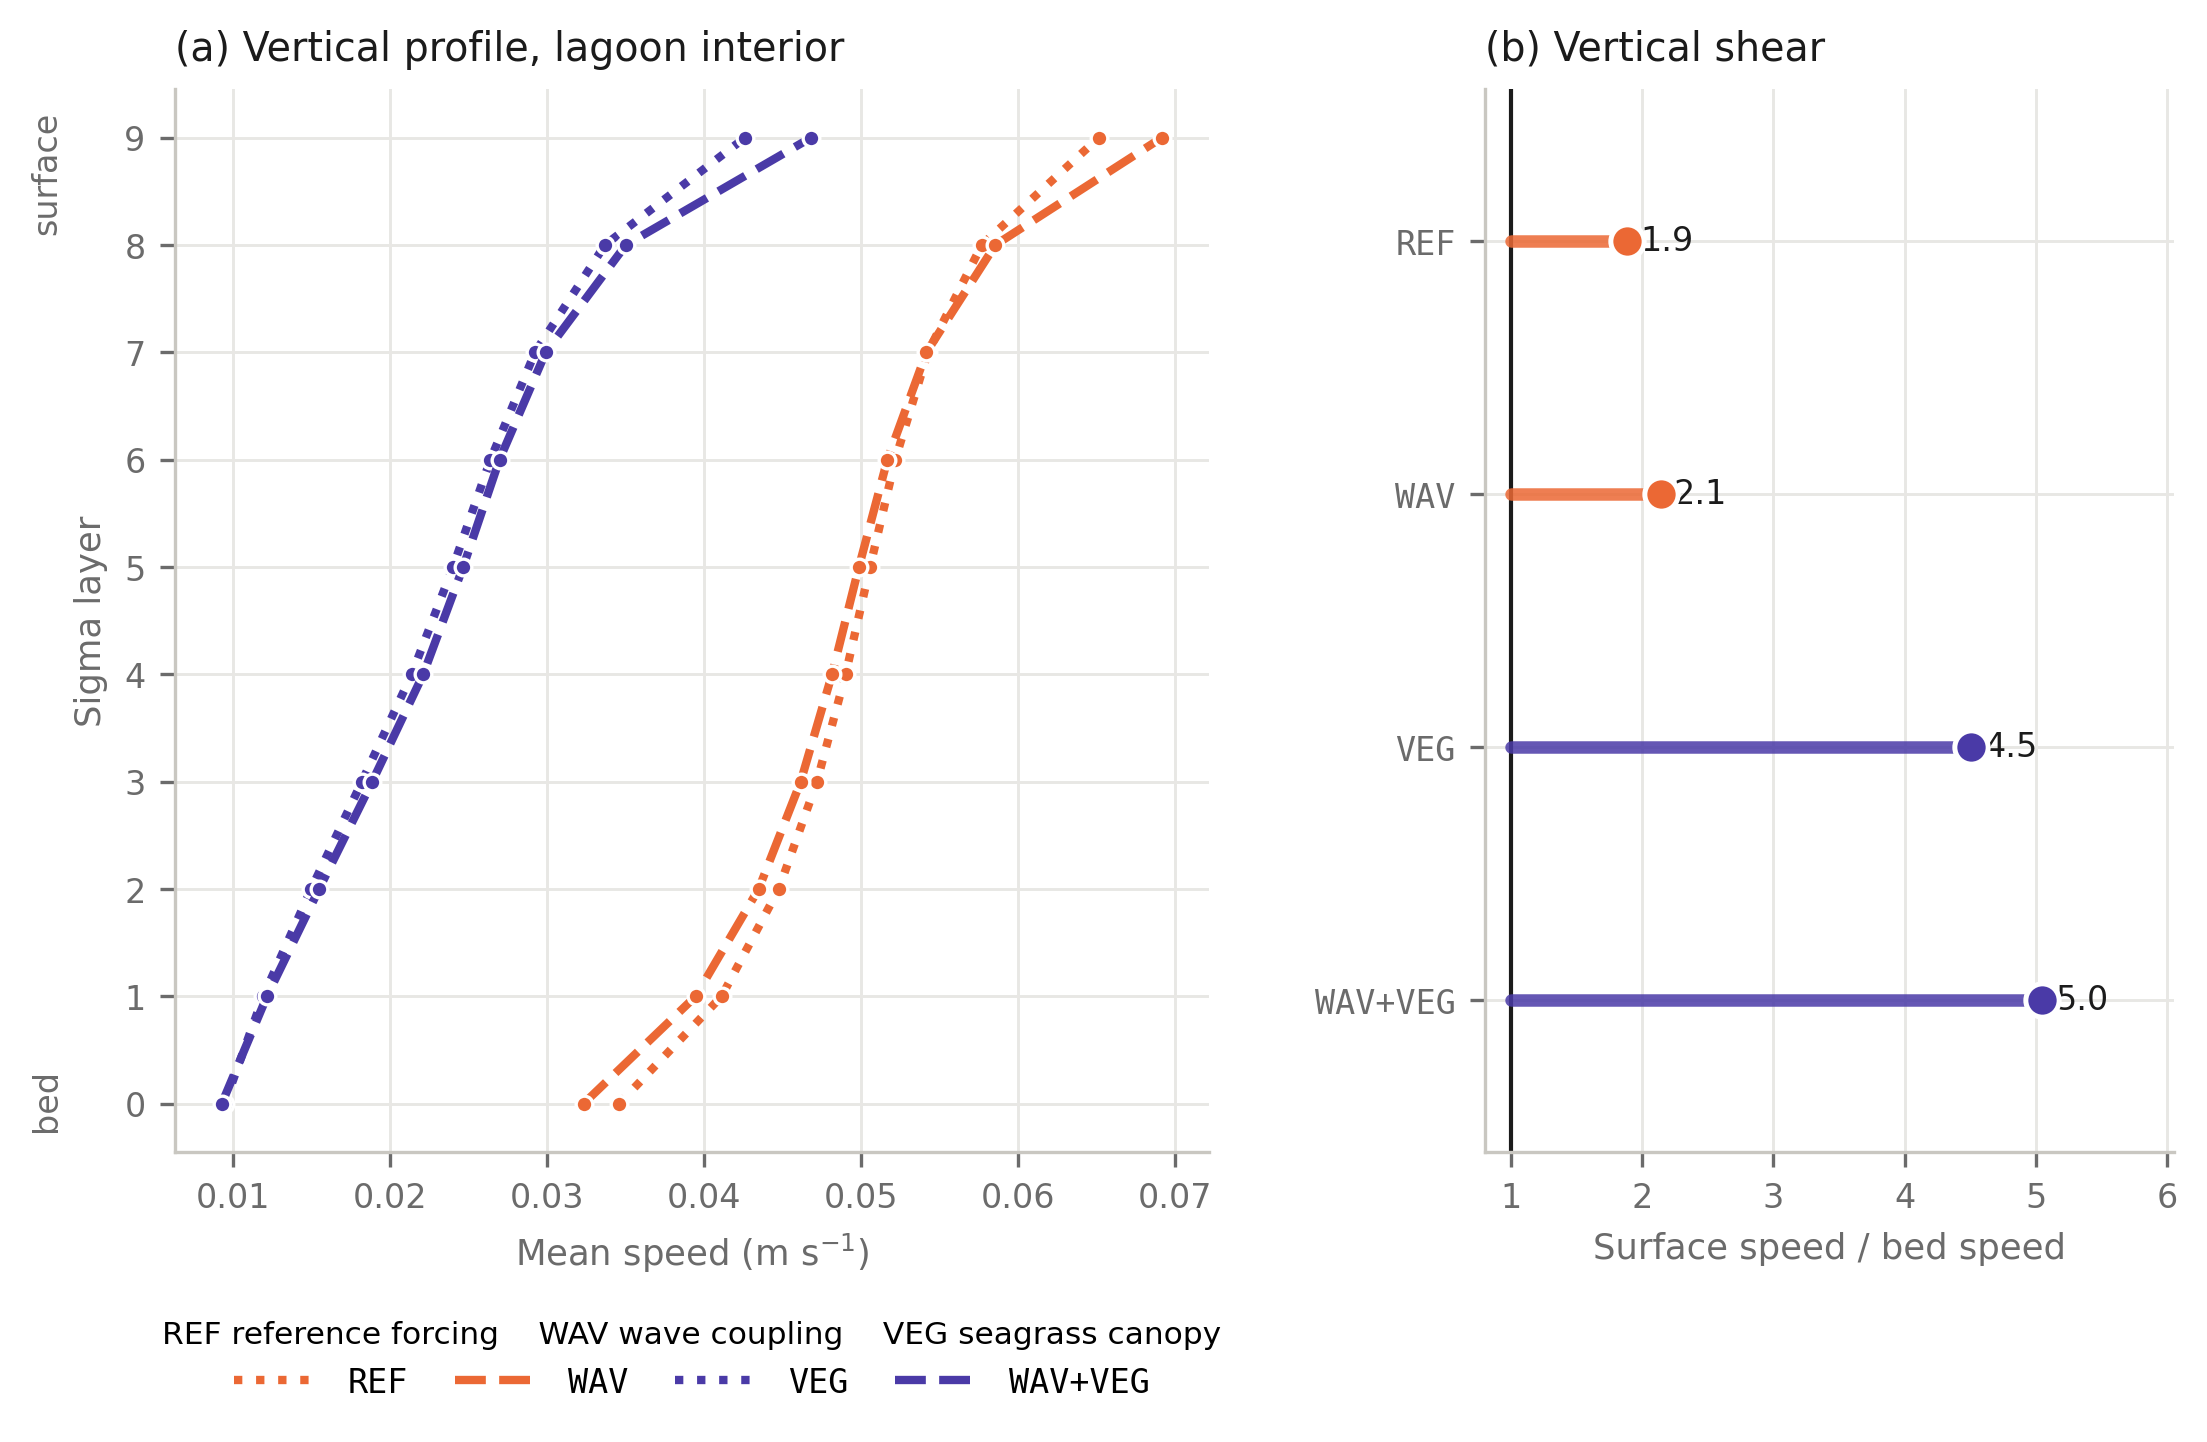 (a) Vertical profile, lagoon interior
surface
Sigma layer
bed
9
8
7
6
5
4
3
2
1
0
0.01 0.02 0.03 0.04 0.05 0.06 0.07
Mean speed (m s⁻¹)
REF reference forcing WAV wave coupling VEG seagrass canopy
REF WAV VEG WAV+VEG
(b) Vertical shear
REF 1.9
WAV 2.1
VEG 4.5
WAV+VEG 5.0
1 2 3 4 5 6
Surface speed / bed speed